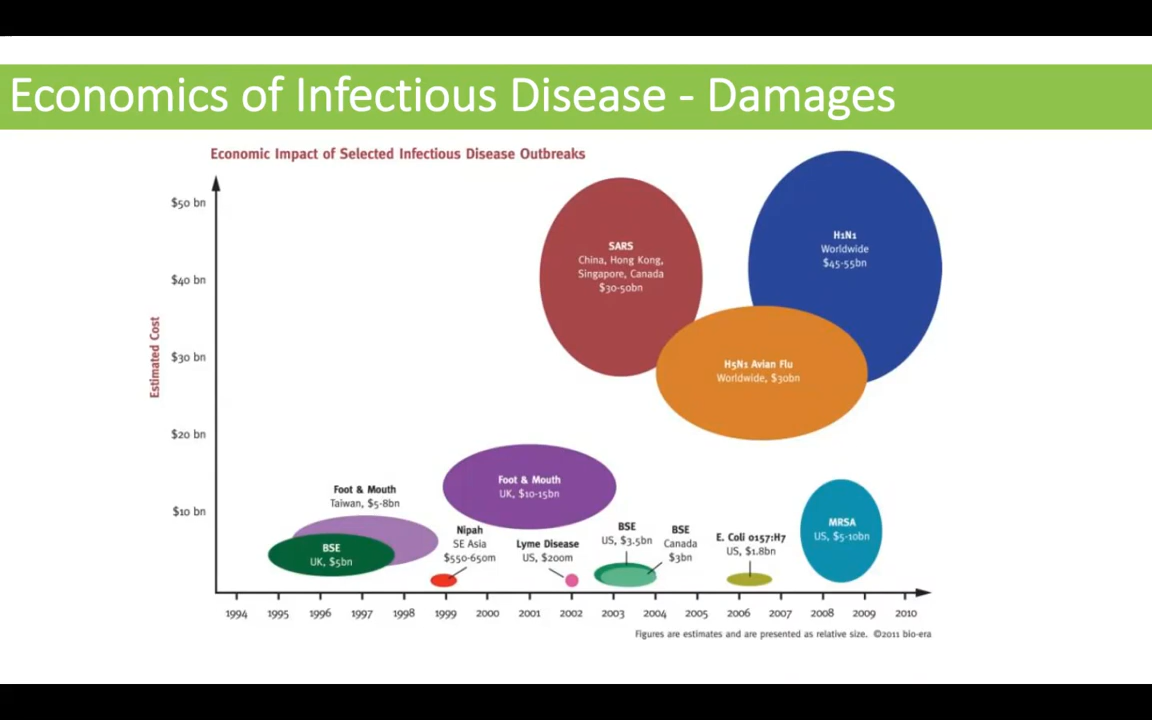 Economics of Infectious Disease - Damages
Economic Impact of Selected Infectious Disease Outbreaks
Estimated Cost
$50 bn
$40 bn
$30 bn
$20 bn
$10 bn
SARS
China, Hong Kong,
Singapore, Canada
$30-50bn
H1N1
Worldwide
$45-55bn
H5N1 Avian Flu
Worldwide, $30bn
Foot & Mouth
Taiwan, $5-8bn
BSE
UK, $5bn
Foot & Mouth
UK, $10-15bn
Nipah
SE Asia
$550-650m
Lyme Disease
US, $200m
BSE
US, $3.5bn
BSE
Canada
$3bn
E. Coli 0157:H7
US, $1.8bn
MRSA
US, $5-10bn
1994 1995 1996 1997 1998 1999 2000 2001 2002 2003 2004 2005 2006 2007 2008 2009 2010
Figures are estimates and are presented as relative size. ©2011 bio-era